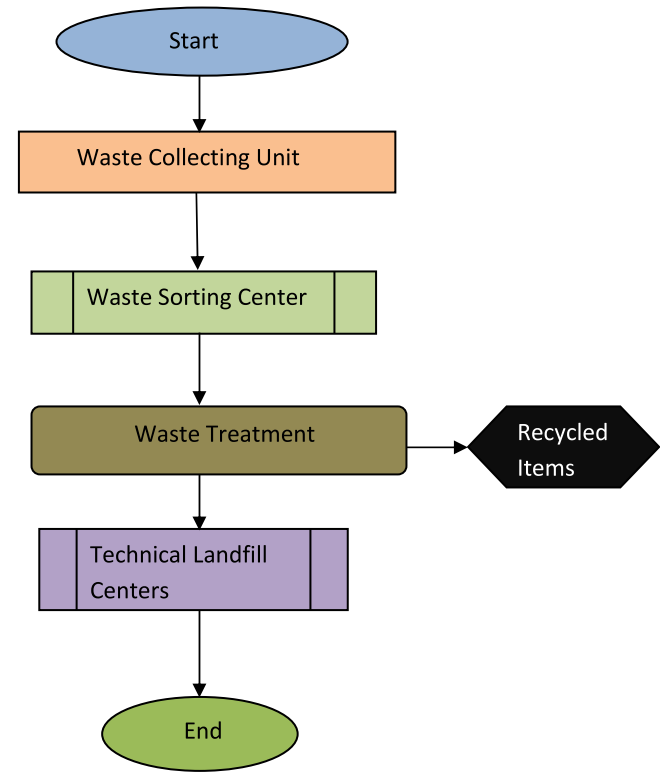 Start
Waste Collecting Unit
Waste Sorting Center
Waste Treatment
Recycled
Items
Technical Landfill
Centers
End